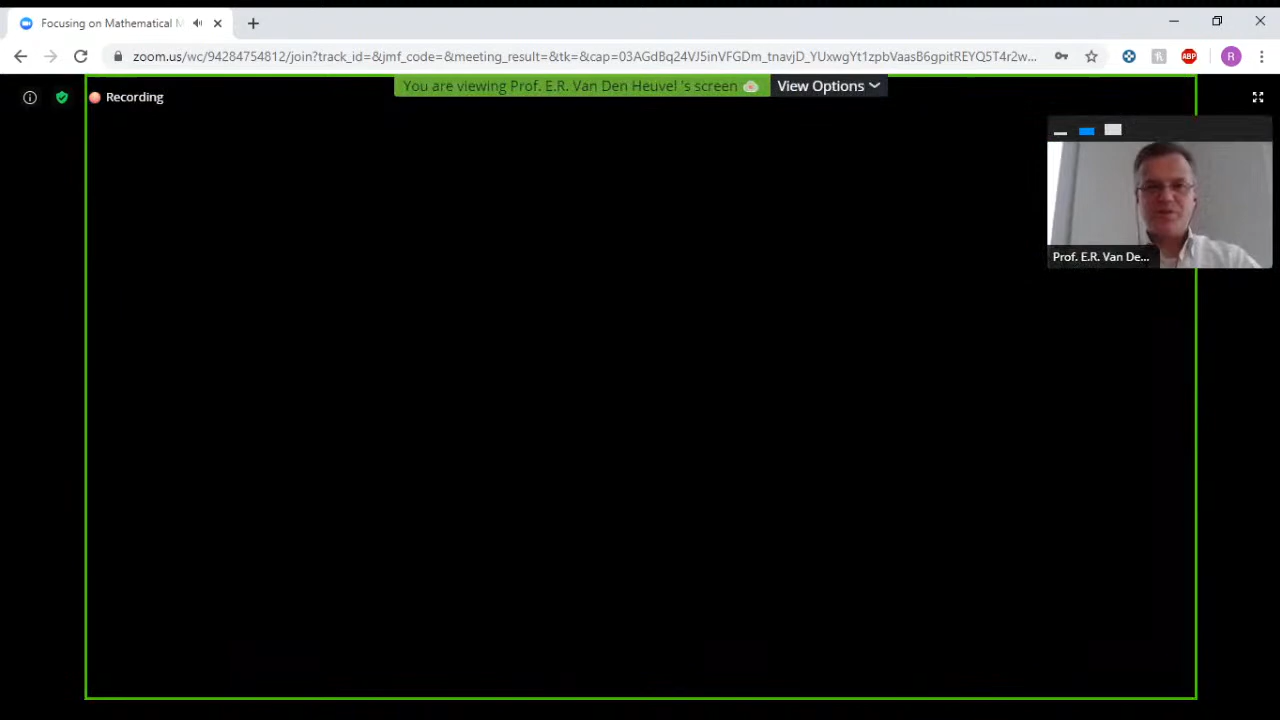 Focusing on Mathematical M
zoom.us/wc/94284754812/join?track_id=&jmf_code=&meeting_result=&tk=&cap=03AGdBq24VJ5inVFGDm_tnavjD_YUxwgYt1zpbVaasB6gpitREYQ5T4r2w...
ABP
R
You are viewing Prof. E.R. Van Den Heuvel 's screen
View Options
Recording
Prof. E.R. Van De...